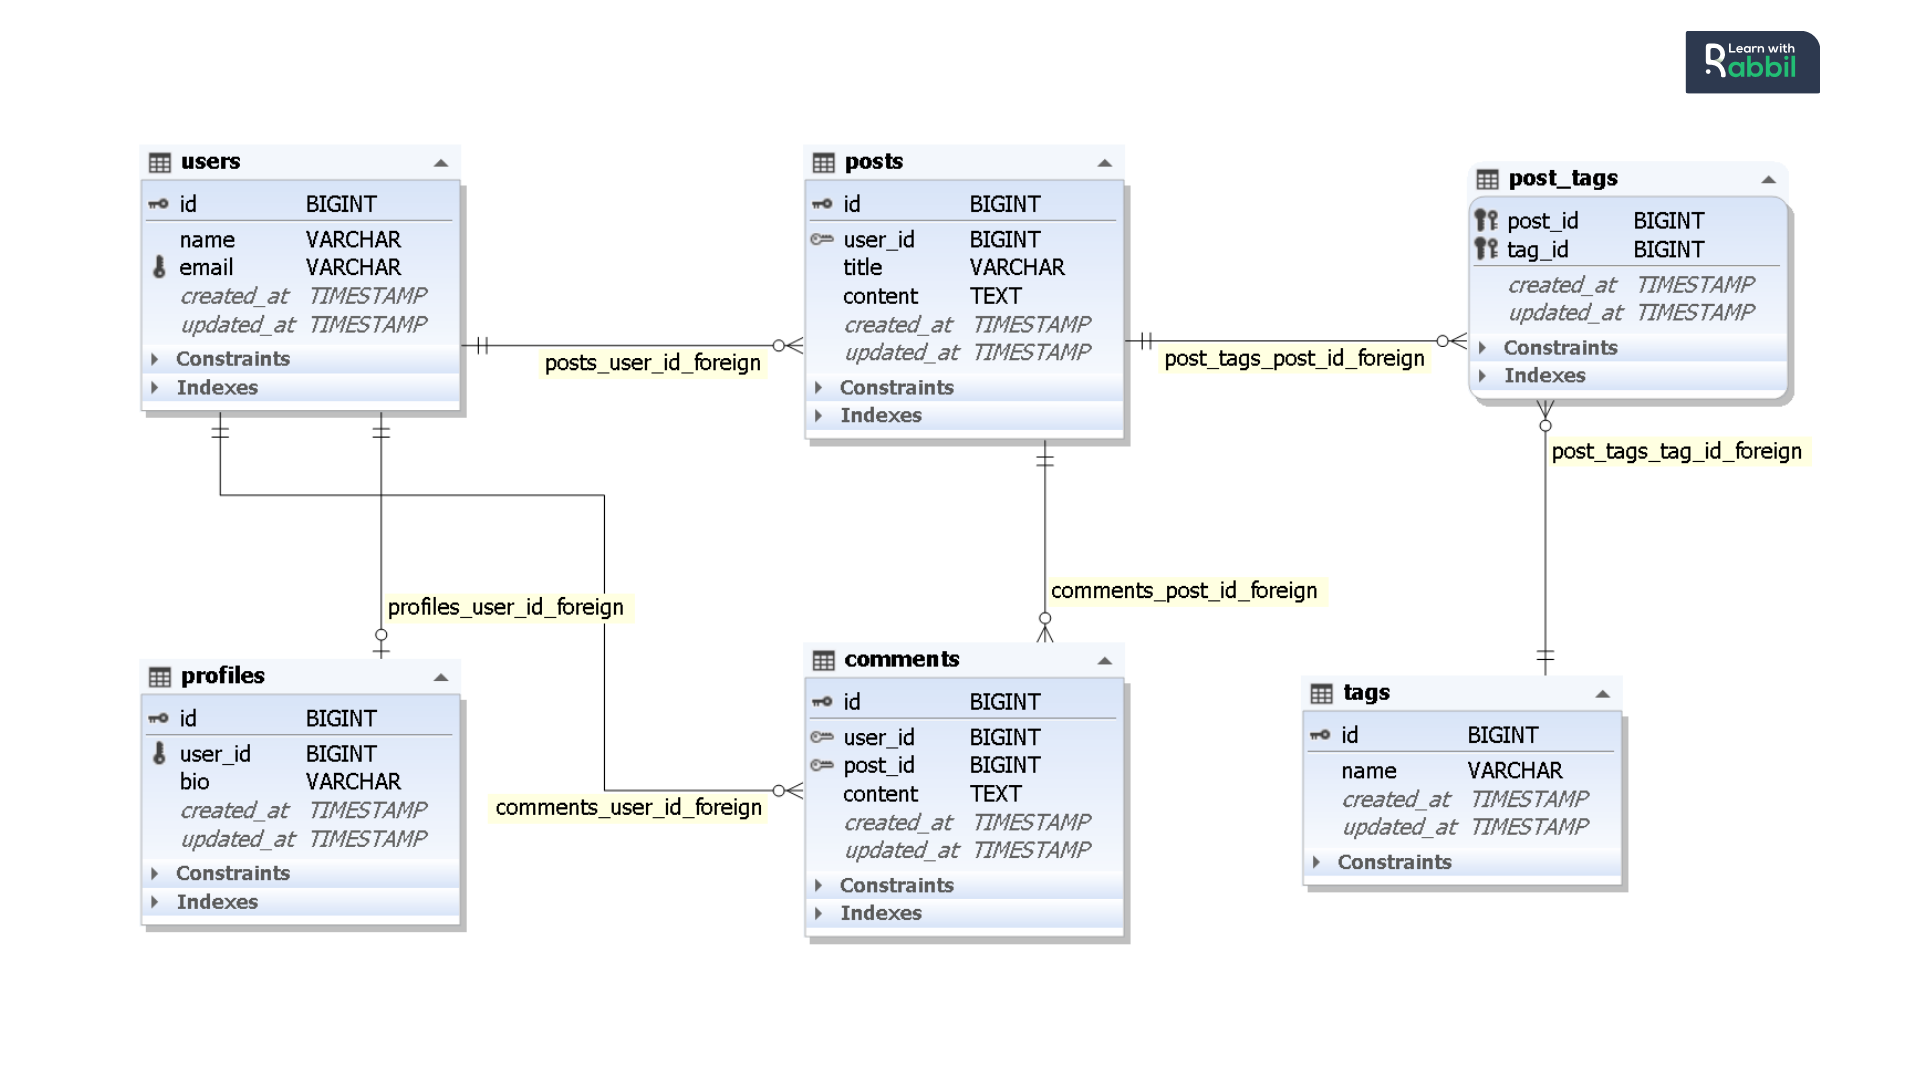 Learn with
Rabbil
users
id BIGINT
name VARCHAR
email VARCHAR
created_at TIMESTAMP
updated_at TIMESTAMP
Constraints
Indexes
posts
id BIGINT
user_id BIGINT
title VARCHAR
content TEXT
created_at TIMESTAMP
updated_at TIMESTAMP
Constraints
Indexes
post_tags
post_id BIGINT
tag_id BIGINT
created_at TIMESTAMP
updated_at TIMESTAMP
Constraints
Indexes
posts_user_id_foreign
post_tags_post_id_foreign
post_tags_tag_id_foreign
comments_post_id_foreign
profiles_user_id_foreign
comments_user_id_foreign
profiles
id BIGINT
user_id BIGINT
bio VARCHAR
created_at TIMESTAMP
updated_at TIMESTAMP
Constraints
Indexes
comments
id BIGINT
user_id BIGINT
post_id BIGINT
content TEXT
created_at TIMESTAMP
updated_at TIMESTAMP
Constraints
Indexes
tags
id BIGINT
name VARCHAR
created_at TIMESTAMP
updated_at TIMESTAMP
Constraints